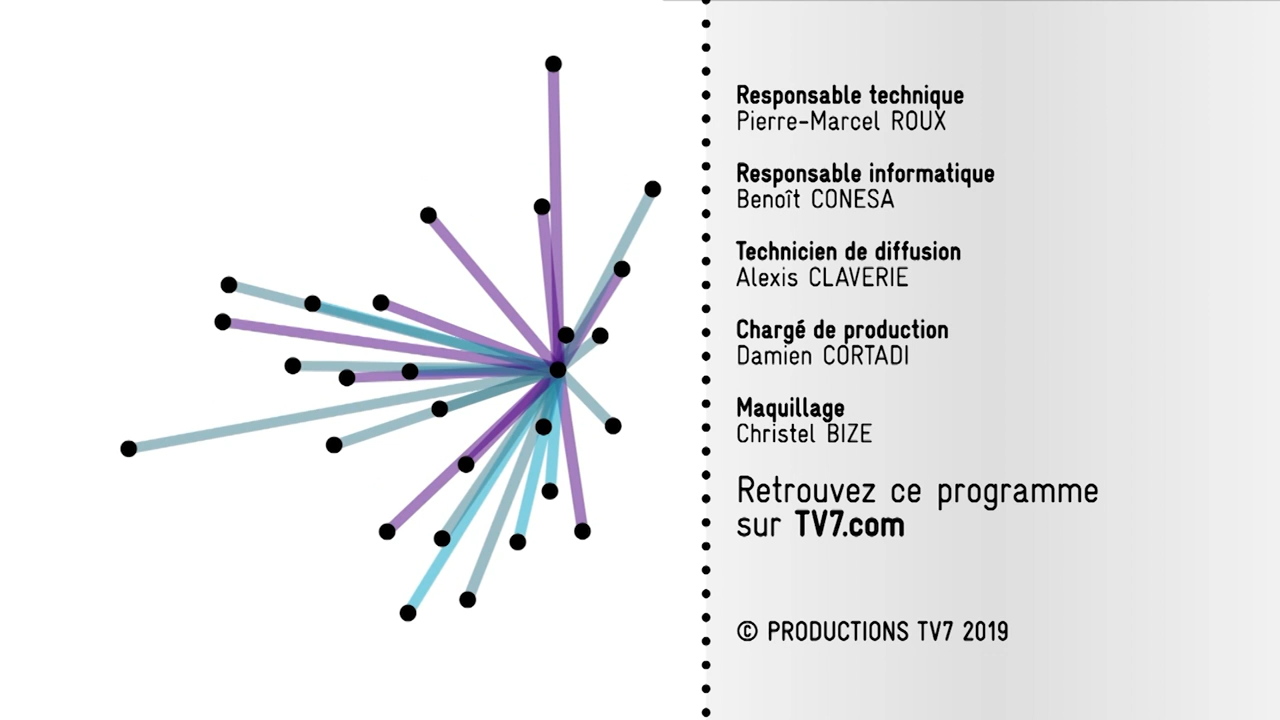 Responsable technique
Pierre-Marcel ROUX
Responsable informatique
Benoît CONESA
Technicien de diffusion
Alexis CLAVERIE
Chargé de production
Damien CORTADI
Maquillage
Christel BIZE
Retrouvez ce programme
sur TV7.com
© PRODUCTIONS TV7 2019